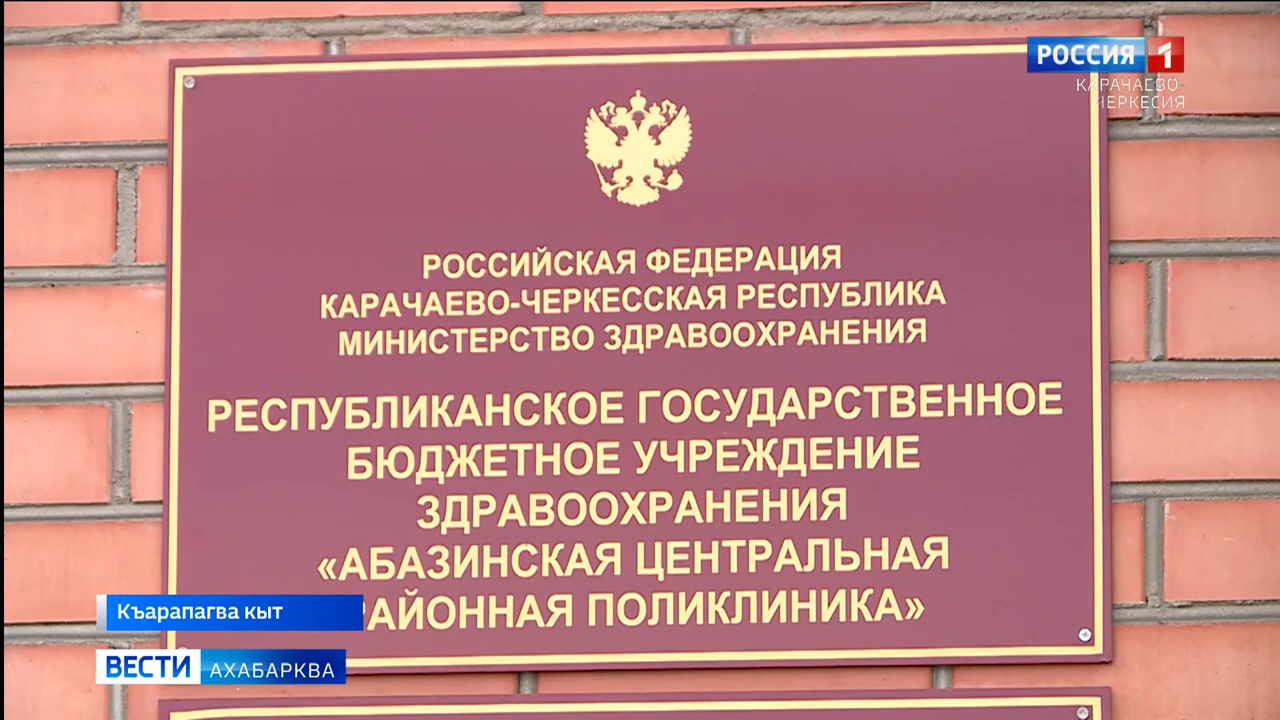 РОССИЯ 1
КАРАЧАЕВО
ЧЕРКЕСИЯ
РОССИЙСКАЯ ФЕДЕРАЦИЯ
КАРАЧАЕВО-ЧЕРКЕССКАЯ РЕСПУБЛИКА
МИНИСТЕРСТВО ЗДРАВООХРАНЕНИЯ
РЕСПУБЛИКАНСКОЕ ГОСУДАРСТВЕННОЕ
БЮДЖЕТНОЕ УЧРЕЖДЕНИЕ
ЗДРАВООХРАНЕНИЯ
«АБАЗИНСКАЯ ЦЕНТРАЛЬНАЯ
РАЙОННАЯ ПОЛИКЛИНИКА»
Къарапагва кыт
ВЕСТИ АХАБАРКВА